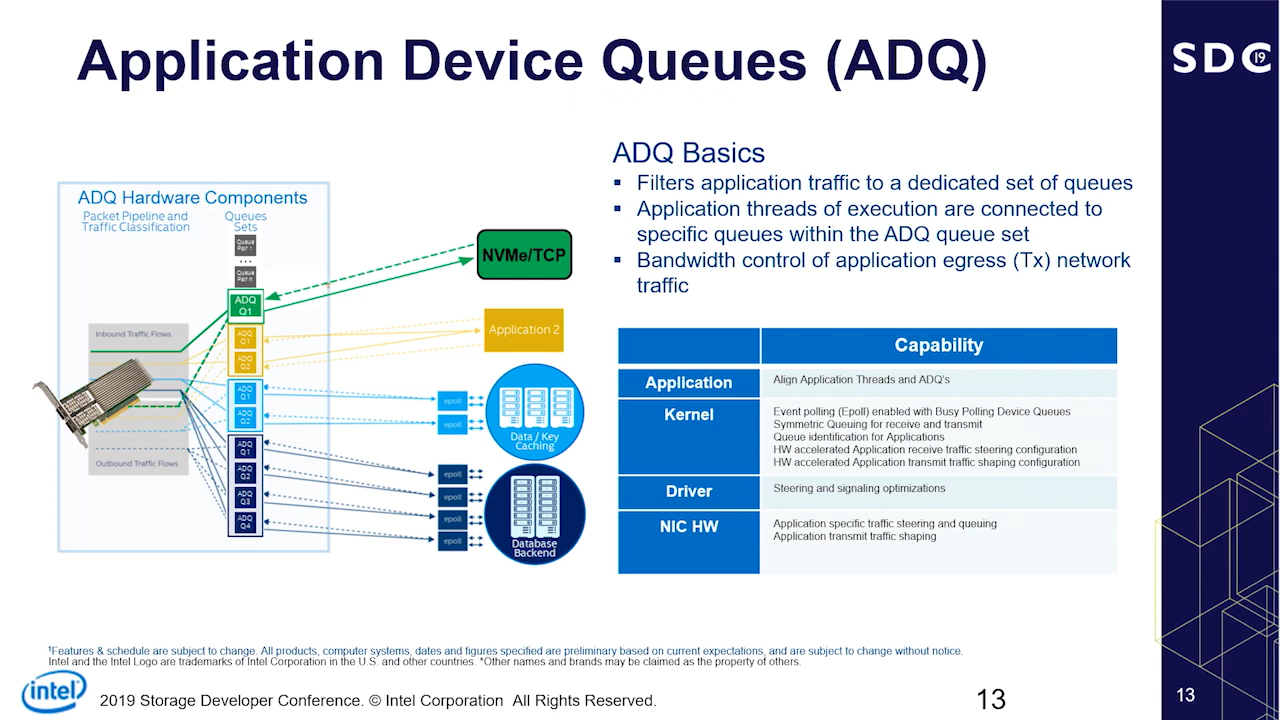 Application Device Queues (ADQ)
SDC 19
ADQ Hardware Components
Packet Pipeline and
Traffic Classification
Queues
Sets
Queue
Pair 1
...
Queue
Pair n
ADQ
Q1
ADQ
Q1
ADQ
Q2
ADQ
Q1
ADQ
Q2
ADQ
Q1
ADQ
Q2
ADQ
Q3
ADQ
Q4
Inbound Traffic Flows
Outbound Traffic Flows
NVMe/TCP
Application 2
epoll
epoll
Data / Key
Caching
epoll
epoll
epoll
epoll
Database
Backend
ADQ Basics
▪ Filters application traffic to a dedicated set of queues
▪ Application threads of execution are connected to
specific queues within the ADQ queue set
▪ Bandwidth control of application egress (Tx) network
traffic
Capability
Application
Align Application Threads and ADQ's
Kernel
Event polling (Epoll) enabled with Busy Polling Device Queues
Symmetric Queuing for receive and transmit
Queue identification for Applications
HW accelerated Application receive traffic steering configuration
HW accelerated Application transmit traffic shaping configuration
Driver
Steering and signaling optimizations
NIC HW
Application specific traffic steering and queuing
Application transmit traffic shaping
¹Features & schedule are subject to change. All products, computer systems, dates and figures specified are preliminary based on current expectations, and are subject to change without notice.
Intel and the Intel Logo are trademarks of Intel Corporation in the U.S. and other countries. *Other names and brands may be claimed as the property of others.
intel
2019 Storage Developer Conference. © Intel Corporation All Rights Reserved.
13
13